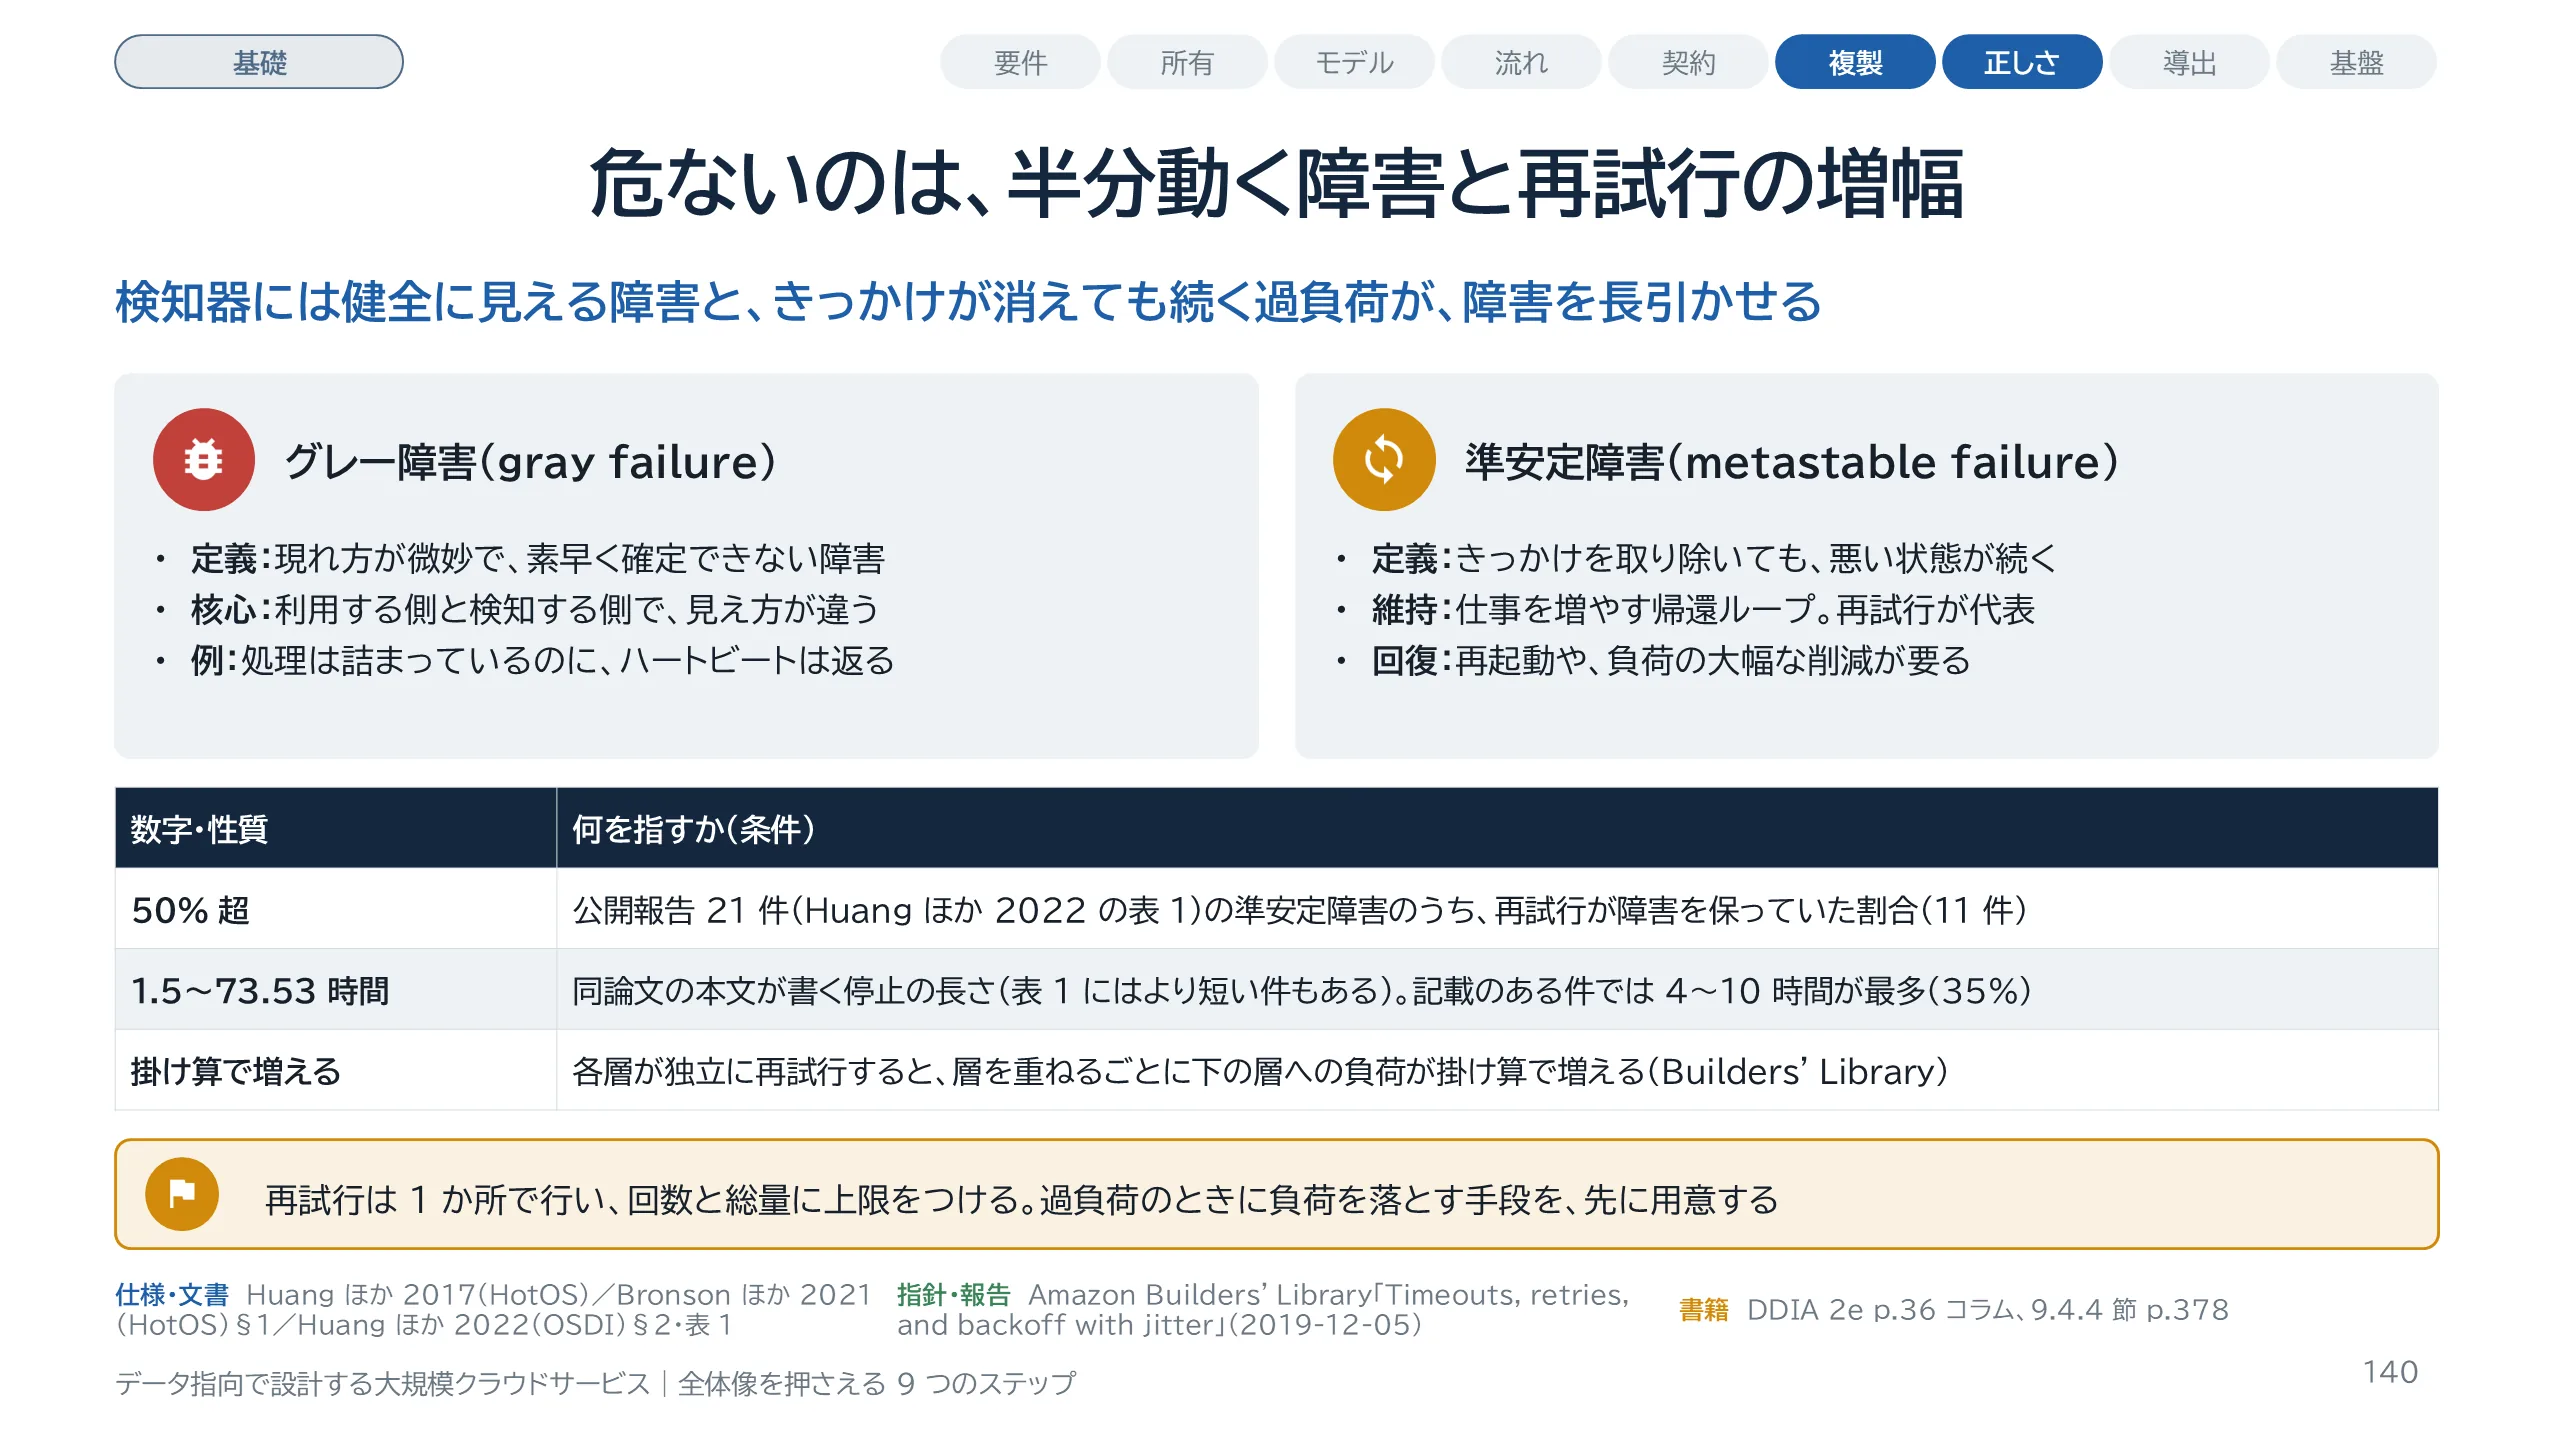 基礎
要件
所有
モデル
流れ
契約
複製
正しさ
導出
基盤
危ないのは、半分動く障害と再試行の増幅
検知器には健全に見える障害と、きっかけが消えても続く過負荷が、障害を長引かせる
グレー障害（gray failure）
• 定義：現れ方が微妙で、素早く確定できない障害
• 核心：利用する側と検知する側で、見え方が違う
• 例：処理は詰まっているのに、ハートビートは返る
準安定障害（metastable failure）
• 定義：きっかけを取り除いても、悪い状態が続く
• 維持：仕事を増やす帰還ループ。再試行が代表
• 回復：再起動や、負荷の大幅な削減が要る
数字・性質
何を指すか（条件）
50% 超
公開報告 21 件（Huang ほか 2022 の表 1）の準安定障害のうち、再試行が障害を保っていた割合（11 件）
1.5〜73.53 時間
同論文の本文が書く停止の長さ（表 1 にはより短い件もある）。記載のある件では 4〜10 時間が最多（35%）
掛け算で増える
各層が独立に再試行すると、層を重ねるごとに下の層への負荷が掛け算で増える（Builders’ Library）
再試行は 1 か所で行い、回数と総量に上限をつける。過負荷のときに負荷を落とす手段を、先に用意する
仕様・文書 Huang ほか 2017（HotOS）／Bronson ほか 2021
（HotOS）§1／Huang ほか 2022（OSDI）§2・表 1
指針・報告 Amazon Builders’ Library「Timeouts, retries,
and backoff with jitter」（2019-12-05）
書籍 DDIA 2e p.36 コラム、9.4.4 節 p.378
データ指向で設計する大規模クラウドサービス｜全体像を押さえる 9 つのステップ
140